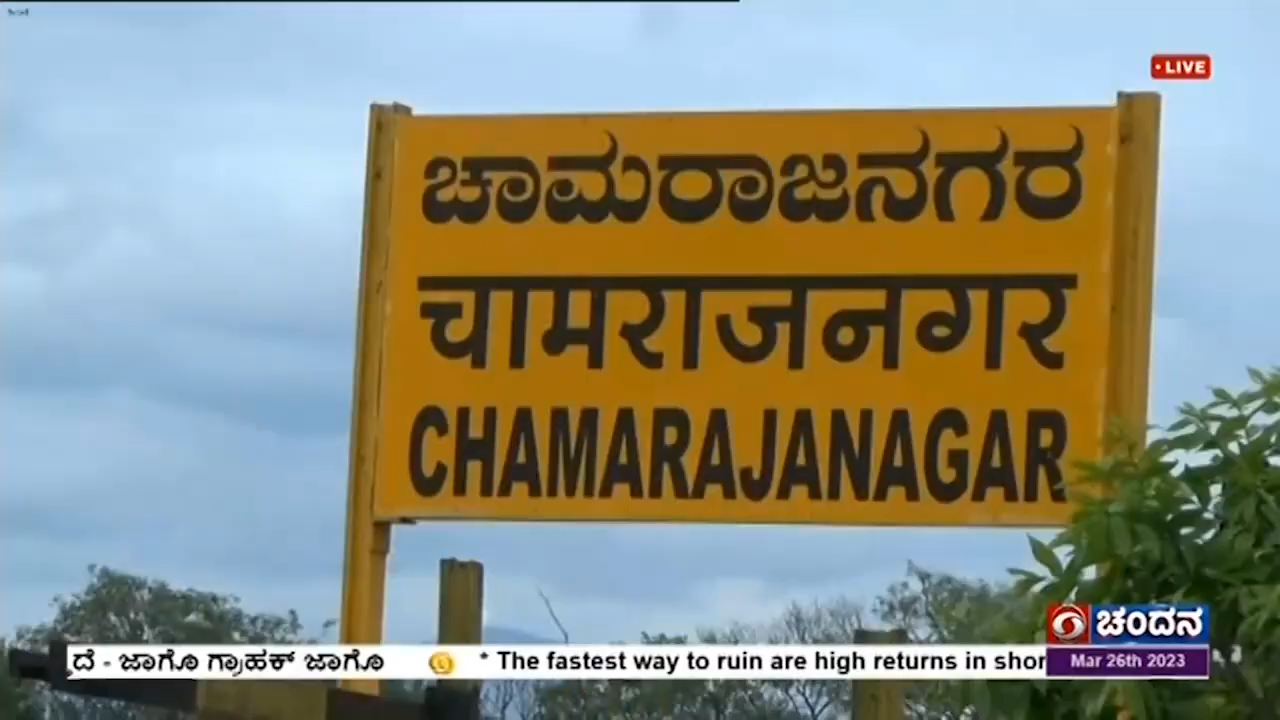 • LIVE
ಚಾಮರಾಜನಗರ
चामराजनगर
CHAMARAJANAGAR
ಚಂದನ
ದೆ - ಜಾಗೊ ಗ್ರಾಹಕ್ ಜಾಗೊ * The fastest way to ruin are high returns in shor
Mar 26th 2023